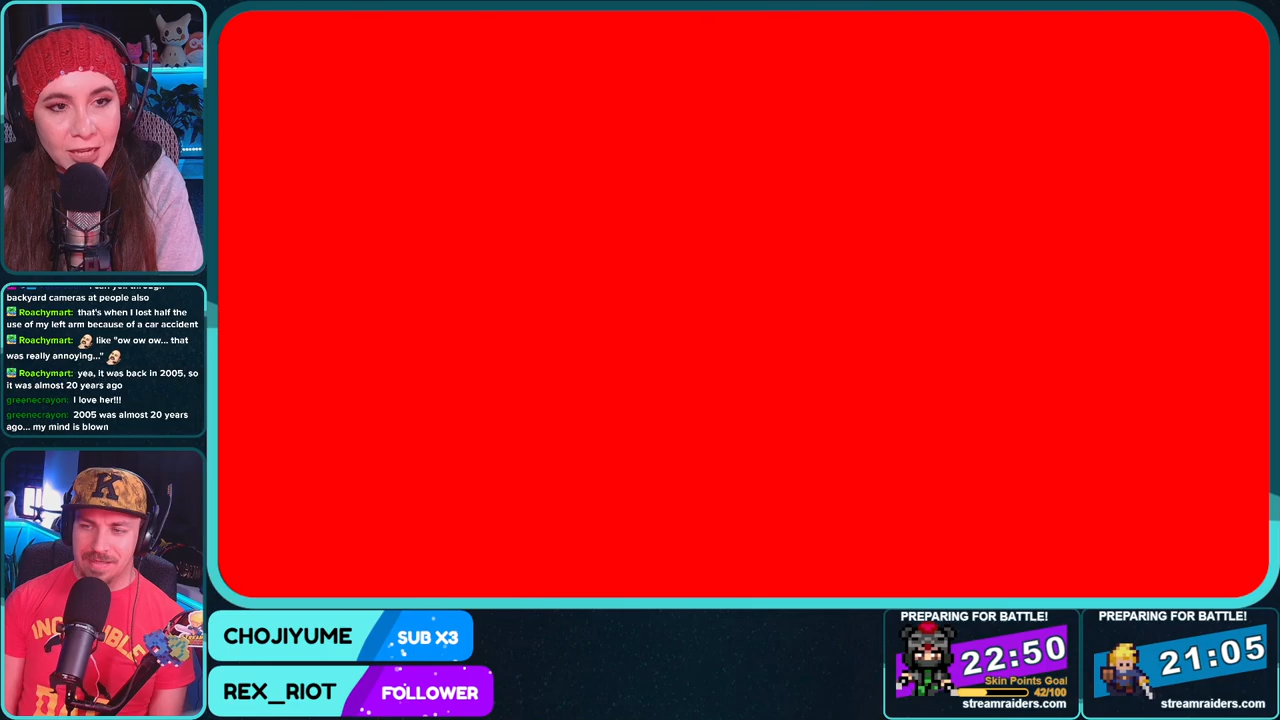 backyard cameras at people also
Roachymart: that's when I lost half the
use of my left arm because of a car accident
Roachymart: like "ow ow ow... that
was really annoying..."
Roachymart: yea, it was back in 2005, so
it was almost 20 years ago
greenecrayon: I love her!!!
greenecrayon: 2005 was almost 20 years
ago... my mind is blown
K
CHOJIYUME SUB X3
REX_RIOT FOLLOWER
PREPARING FOR BATTLE!
22:50
Skin Points Goal
42/100
streamraiders.com
PREPARING FOR BATTLE!
21:05
streamraiders.com